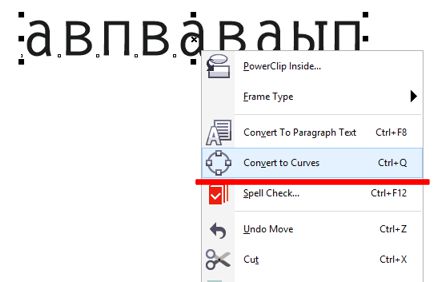 авпваваып
PowerClip Inside...
Frame Type
Convert To Paragraph Text Ctrl+F8
Convert to Curves Ctrl+Q
Spell Check... Ctrl+F12
Undo Move Ctrl+Z
Cut Ctrl+X